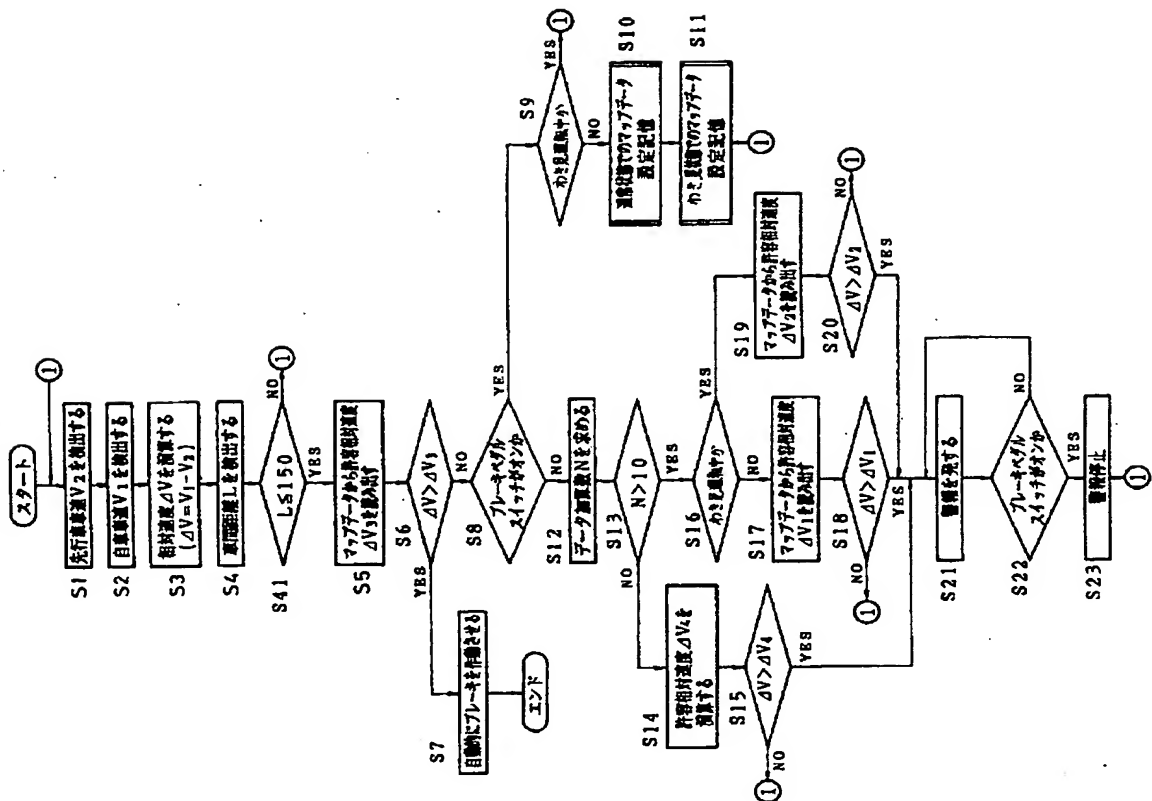 スタート
①
S1
先行車車速V₂を検出する
S2
自車車速V₁を検出する
S3
相対速度ΔVを演算する
(ΔV=V₁-V₂)
S4
車間距離Lを検出する
S41
L≦150
NO
①
YES
S5
マップデータから許容相対速度
ΔV₃を読み出す
S6
ΔV>ΔV₃
YES
NO
S7
自動的にブレーキを作動させる
エンド
S8
ブレーキペダル
スイッチがオンか
YES
NO
S9
わき見運転中か
YES
①
NO
S10
通常状態でのマップデータ
設定記憶
S11
わき見状態でのマップデータ
設定記憶
①
S12
データ加算数Nを求める
S13
N>10
NO
YES
S14
許容相対速度ΔV₄を
演算する
S15
ΔV>ΔV₄
NO
①
YES
S16
わき見運転中か
YES
NO
S17
マップデータから許容相対速度
ΔV₁を読み出す
S18
ΔV>ΔV₁
NO
①
YES
S19
マップデータから許容相対速度
ΔV₂を読み出す
S20
ΔV>ΔV₂
NO
①
YES
S21
警報を発する
S22
ブレーキペダル
スイッチがオンか
NO
YES
S23
警報停止
①